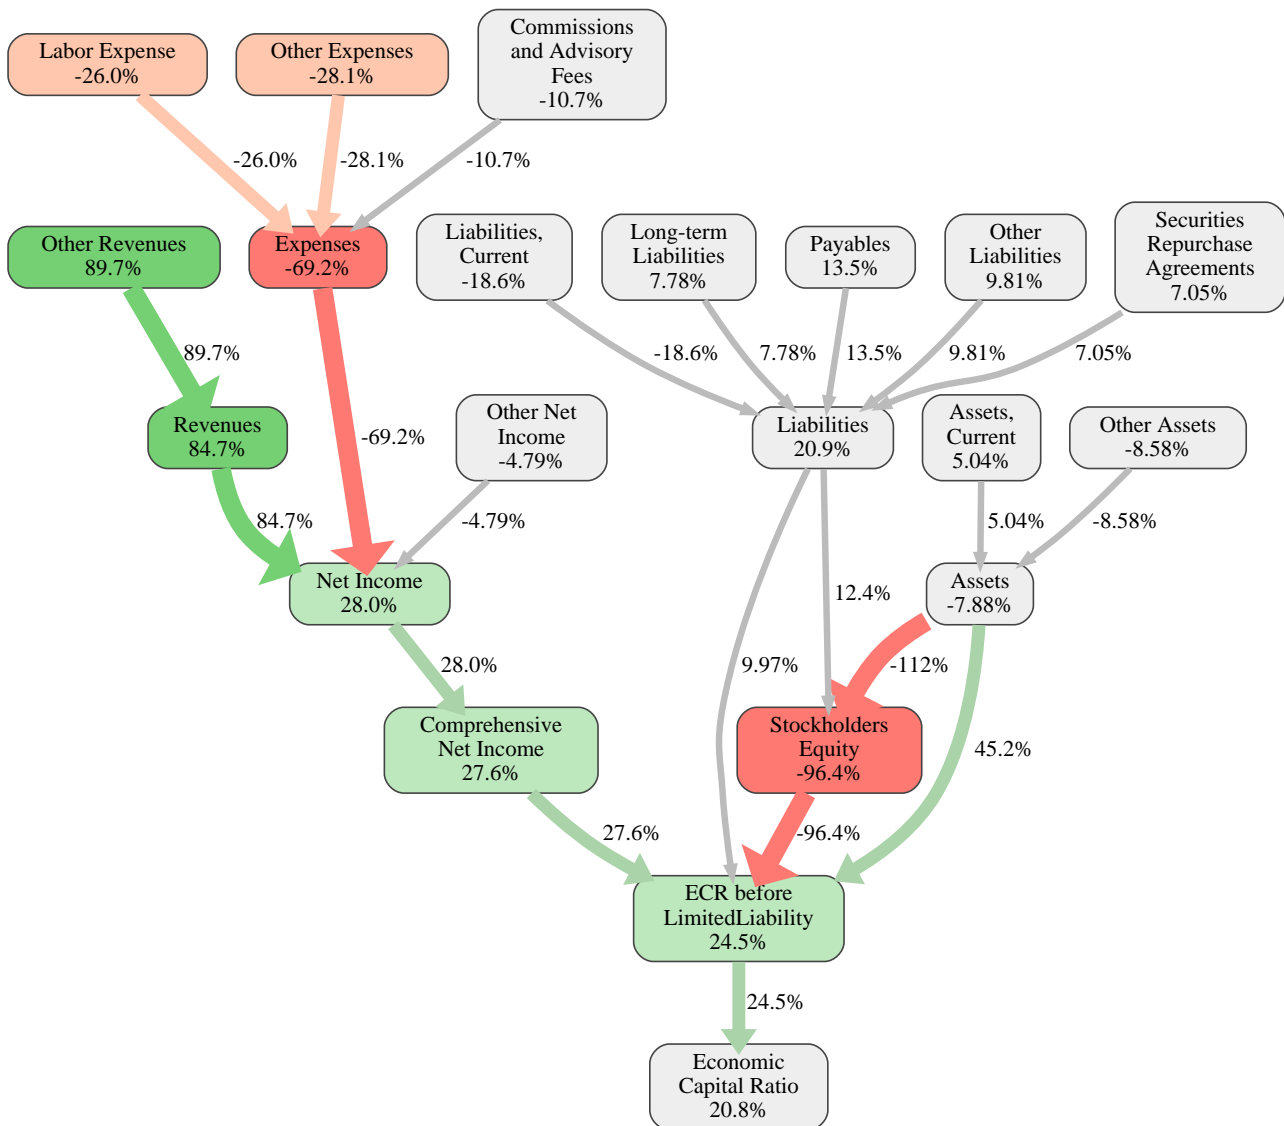 Labor Expense
-26.0%
Other Expenses
-28.1%
Commissions
and Advisory
Fees
-10.7%
-26.0%
-28.1%
-10.7%
Other Revenues
89.7%
Expenses
-69.2%
Liabilities,
Current
-18.6%
Long-term
Liabilities
7.78%
Payables
13.5%
Other
Liabilities
9.81%
Securities
Repurchase
Agreements
7.05%
89.7%
-18.6%
7.78%
13.5%
9.81%
7.05%
Revenues
84.7%
-69.2%
Other Net
Income
-4.79%
Liabilities
20.9%
Assets,
Current
5.04%
Other Assets
-8.58%
84.7%
-4.79%
5.04%
-8.58%
Net Income
28.0%
12.4%
Assets
-7.88%
28.0%
9.97%
-112%
Comprehensive
Net Income
27.6%
Stockholders
Equity
-96.4%
45.2%
27.6%
-96.4%
ECR before
LimitedLiability
24.5%
24.5%
Economic
Capital Ratio
20.8%